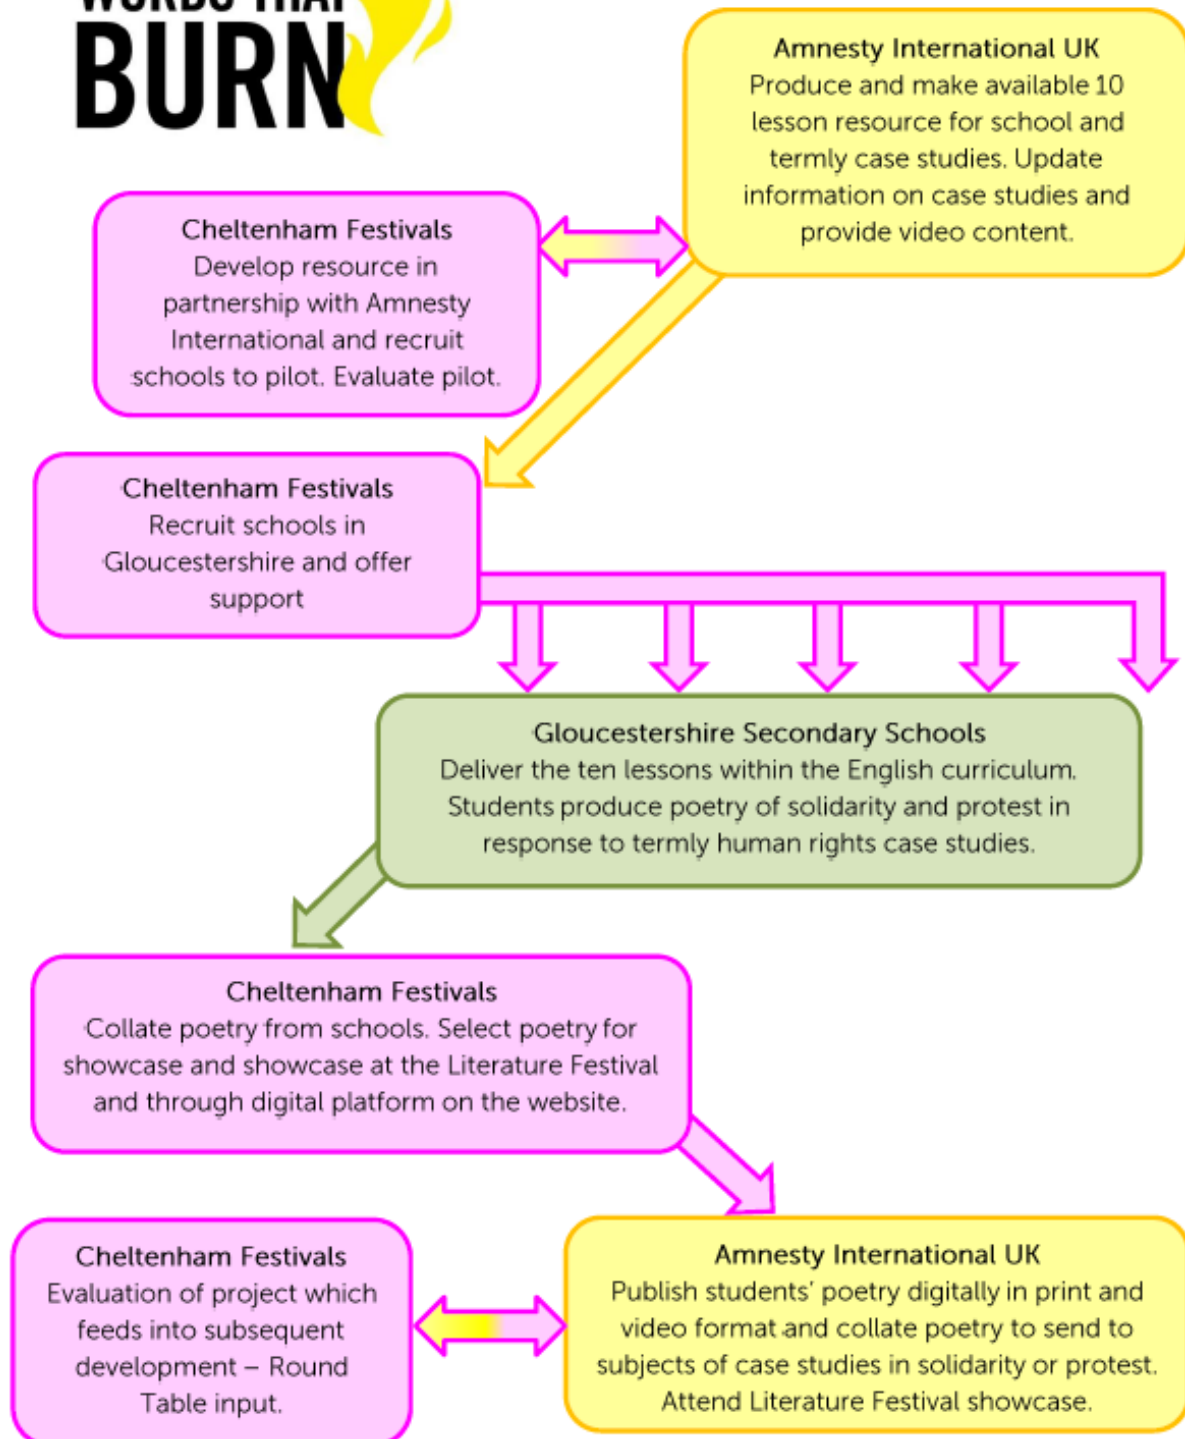 WORDS THAT
BURN
Amnesty International UK
Produce and make available 10
lesson resource for school and
termly case studies. Update
information on case studies and
provide video content.
Cheltenham Festivals
Develop resource in
partnership with Amnesty
International and recruit
schools to pilot. Evaluate pilot.
Cheltenham Festivals
Recruit schools in
Gloucestershire and offer
support
Gloucestershire Secondary Schools
Deliver the ten lessons within the English curriculum.
Students produce poetry of solidarity and protest in
response to termly human rights case studies.
Cheltenham Festivals
Collate poetry from schools. Select poetry for
showcase and showcase at the Literature Festival
and through digital platform on the website.
Cheltenham Festivals
Evaluation of project which
feeds into subsequent
development – Round
Table input.
Amnesty International UK
Publish students’ poetry digitally in print and
video format and collate poetry to send to
subjects of case studies in solidarity or protest.
Attend Literature Festival showcase.